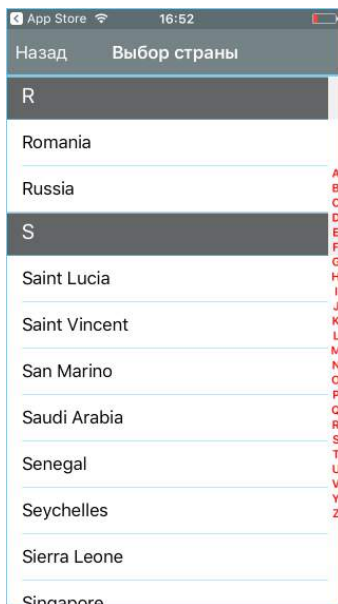 App Store 16:52
Назад Выбор страны
R
Romania
Russia
S
Saint Lucia
Saint Vincent
San Marino
Saudi Arabia
Senegal
Seychelles
Sierra Leone
Singapore
A
B
C
D
E
F
G
H
I
J
K
L
M
N
O
P
Q
R
S
T
U
V
Y
Z